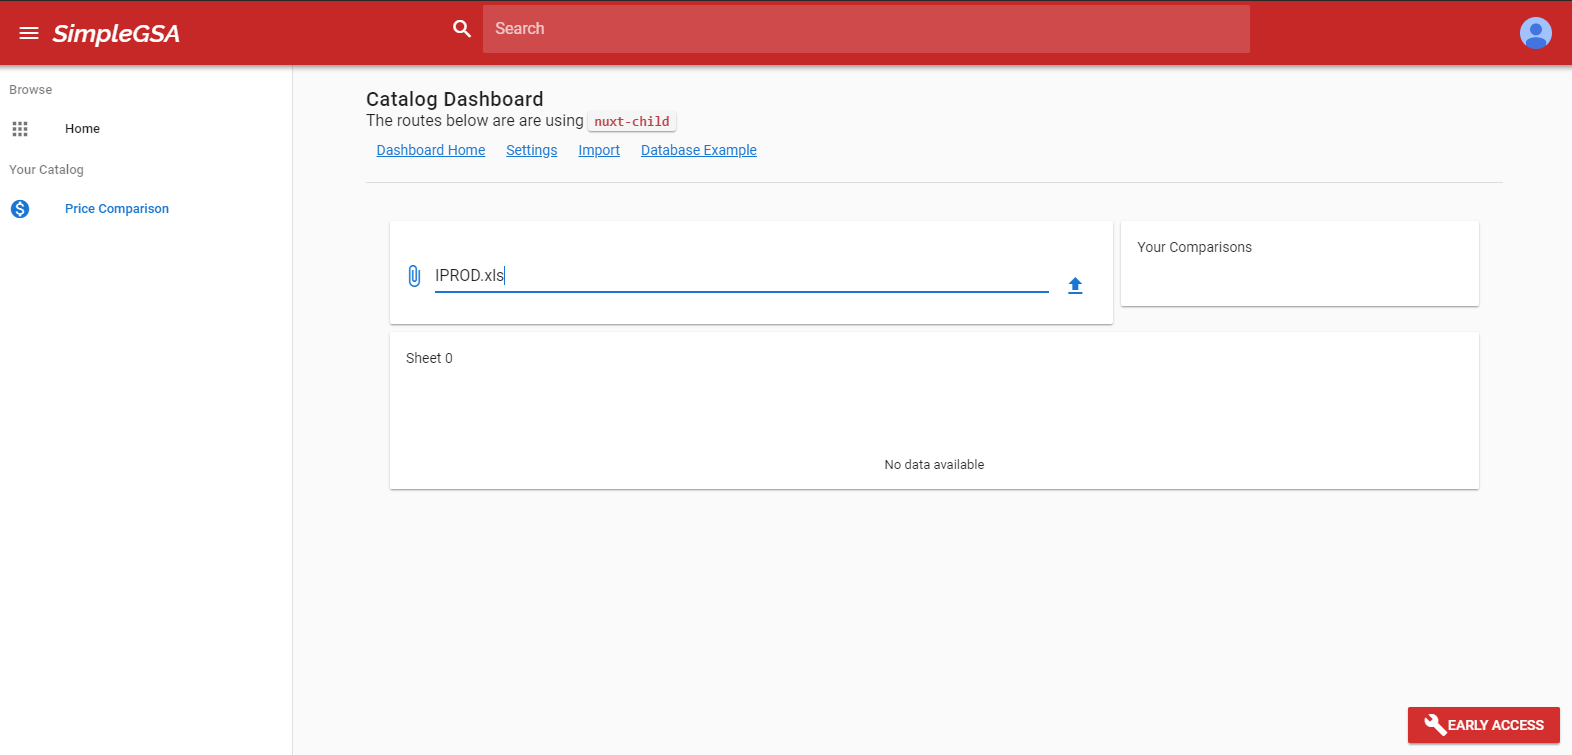 SimpleGSA
Search
Browse
Home
Your Catalog
Price Comparison
Catalog Dashboard
The routes below are are using nuxt-child
Dashboard Home Settings Import Database Example
IPROD.xls
Your Comparisons
Sheet 0
No data available
EARLY ACCESS